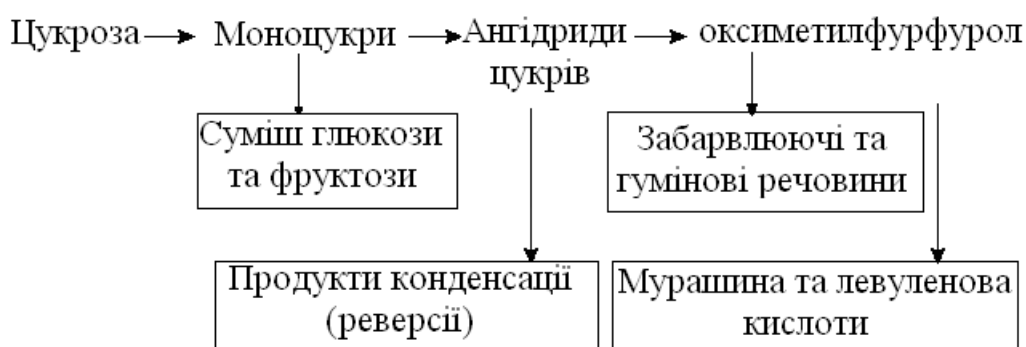 Цукроза Моноцукри Ангідриди оксиметилфурфурол
цукрів
Суміш глюкози
та фруктози
Забарвлюючі та
гумінові речовини
Продукти конденсації
(реверсії)
Мурашина та левуленова
кислоти